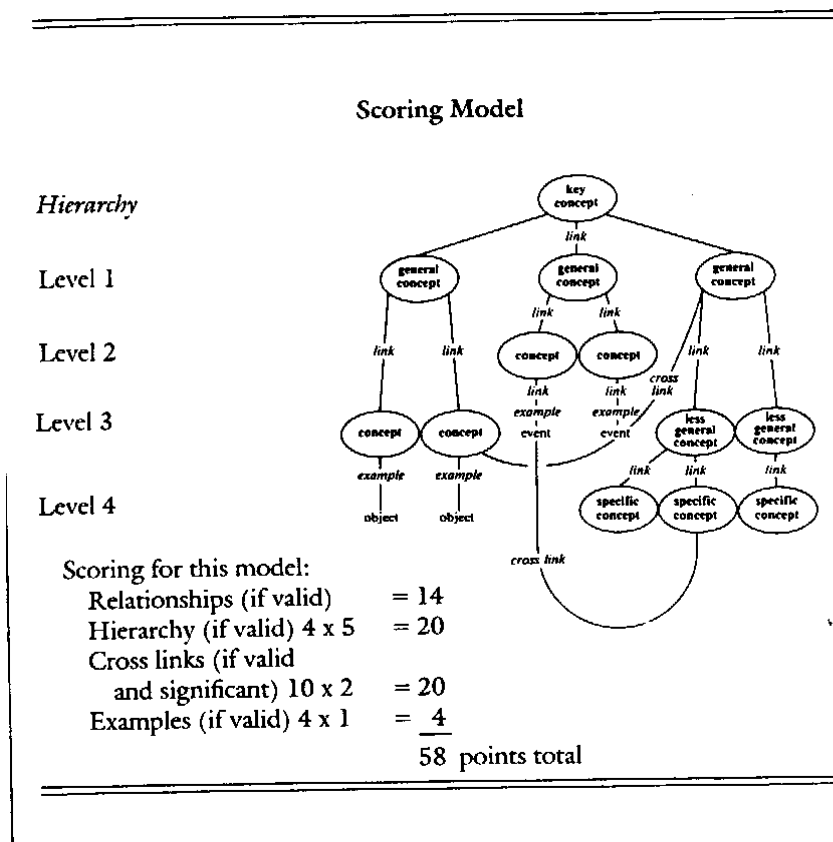 Scoring Model
key
concept
Hierarchy
link
general
concept
general
concept
general
concept
Level 1
link
link
link
link
link
link
Level 2
concept
concept
cross
link
link
link
example
example
less
general
concept
less
general
concept
Level 3
concept
concept
event
event
link
link
link
example
example
specific
concept
specific
concept
specific
concept
Level 4
object
object
cross link
Scoring for this model:
Relationships (if valid) = 14
Hierarchy (if valid) 4 x 5 = 20
Cross links (if valid
and significant) 10 x 2 = 20
Examples (if valid) 4 x 1 = 4
58 points total